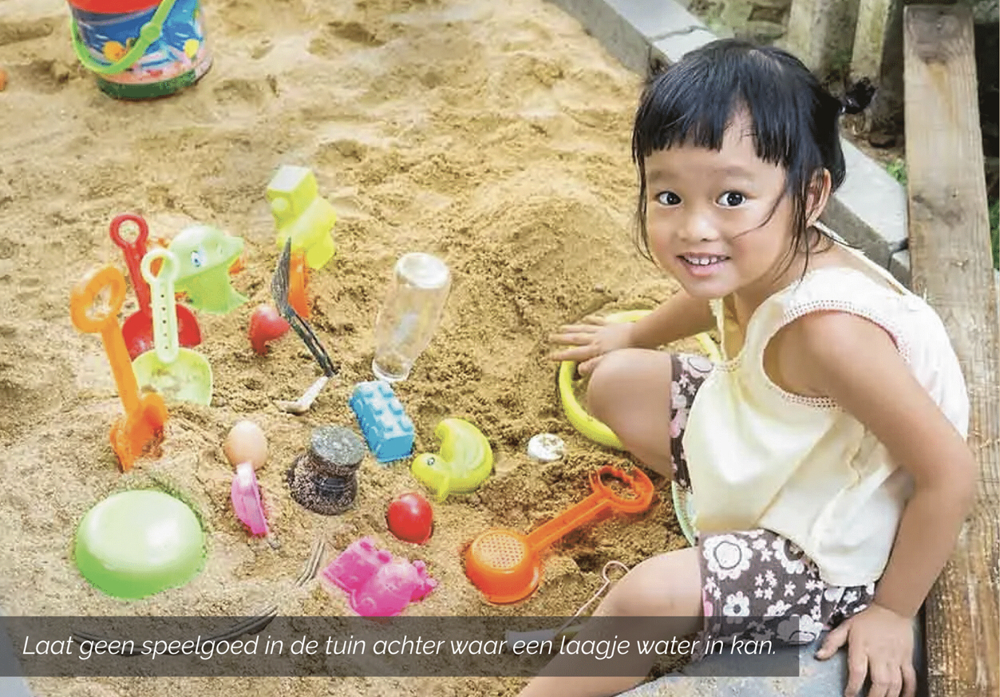 Laat geen speelgoed in de tuin achter waar een laagje water in kan.